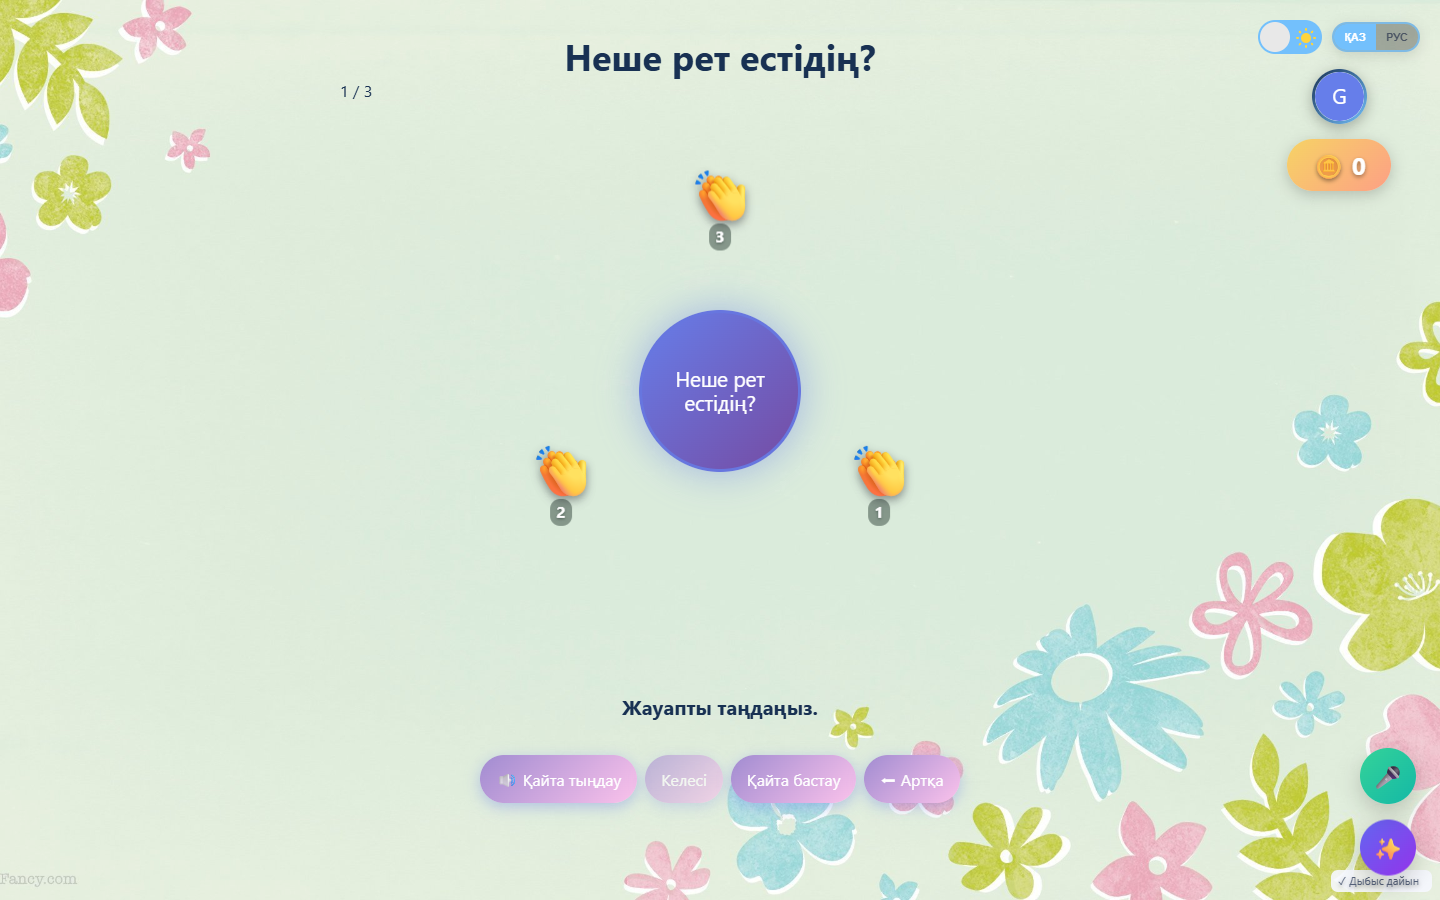 Неше рет естідің?
1 / 3
ҚАЗ
РУС
G
0
3
Неше рет
естідің?
2
1
Жауапты таңдаңыз.
Қайта тыңдау
Келесі
Қайта бастау
← Артқа
Fancy.com
✓ Дыбыс дайын